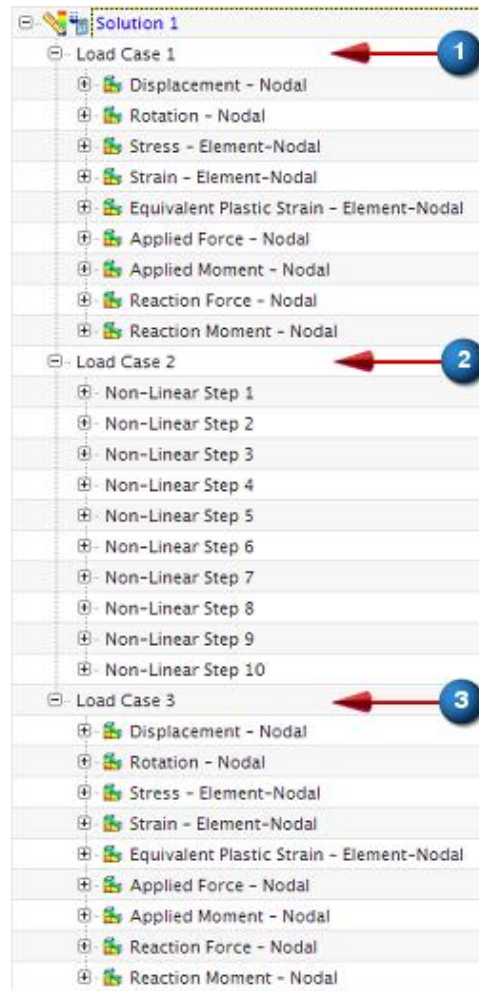 Solution 1
Load Case 1
1
Displacement - Nodal
Rotation - Nodal
Stress - Element-Nodal
Strain - Element-Nodal
Equivalent Plastic Strain - Element-Nodal
Applied Force - Nodal
Applied Moment - Nodal
Reaction Force - Nodal
Reaction Moment - Nodal
Load Case 2
2
Non-Linear Step 1
Non-Linear Step 2
Non-Linear Step 3
Non-Linear Step 4
Non-Linear Step 5
Non-Linear Step 6
Non-Linear Step 7
Non-Linear Step 8
Non-Linear Step 9
Non-Linear Step 10
Load Case 3
3
Displacement - Nodal
Rotation - Nodal
Stress - Element-Nodal
Strain - Element-Nodal
Equivalent Plastic Strain - Element-Nodal
Applied Force - Nodal
Applied Moment - Nodal
Reaction Force - Nodal
Reaction Moment - Nodal